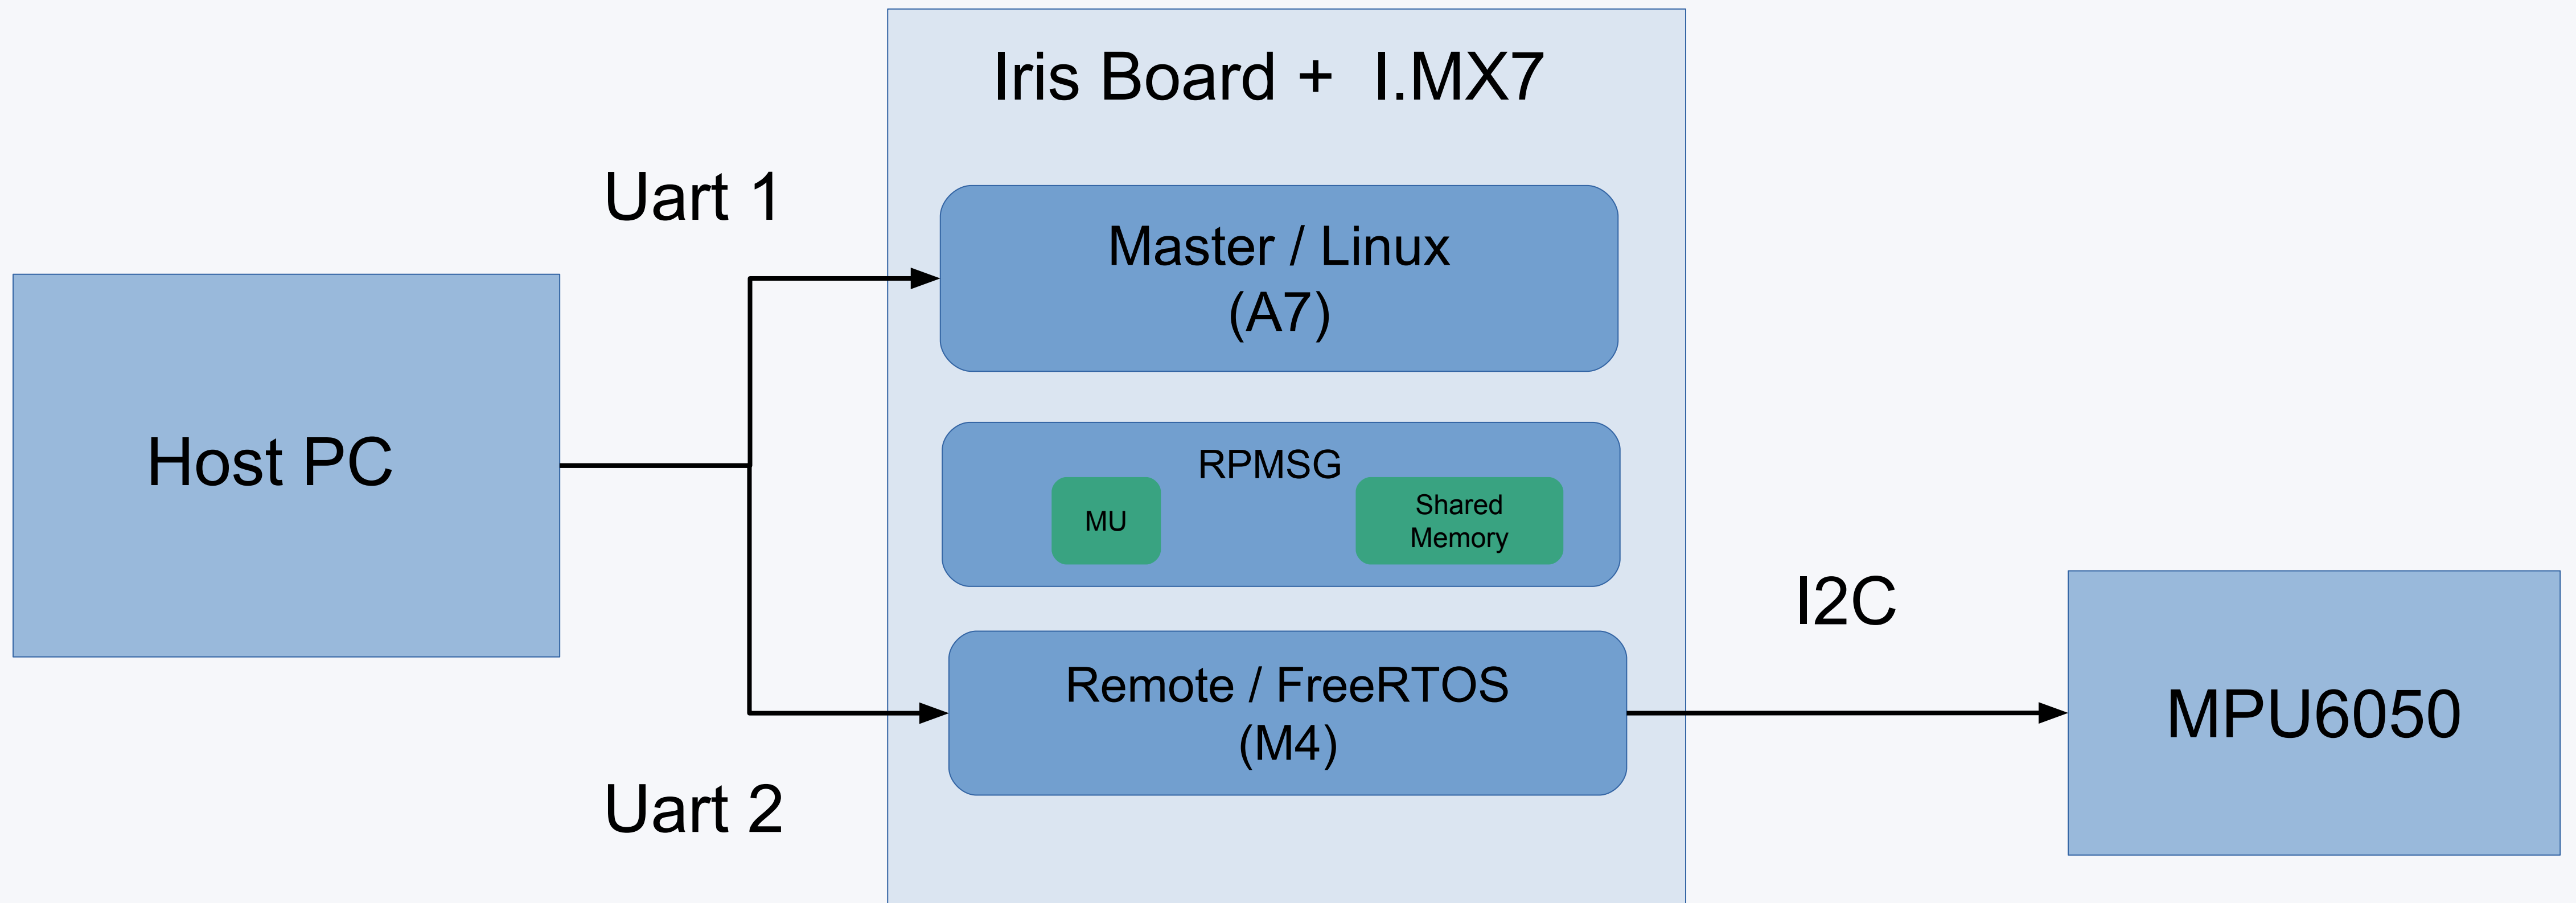 Iris Board + I.MX7
Uart 1
Master / Linux
(A7)
Host PC
RPMSG
MU
Shared
Memory
I2C
Remote / FreeRTOS
(M4)
MPU6050
Uart 2